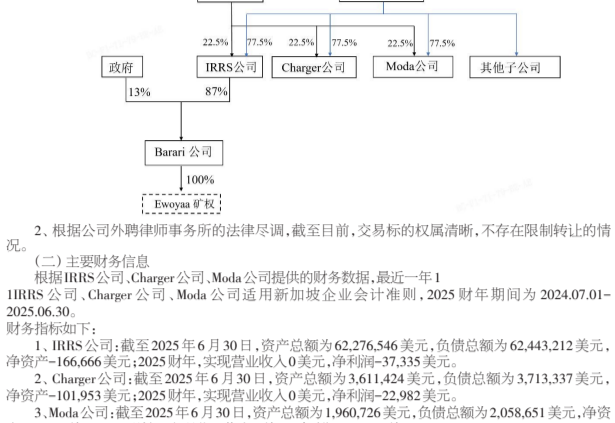 22.5% 77.5% 22.5% 77.5% 22.5% 77.5%
政府 IRRS公司 Charger公司 Moda公司 其他子公司
13% 87%
Barari 公司
100%
Ewoyaa 矿权
2、根据公司外聘律师事务所的法律尽调,截至目前,交易标的权属清晰,不存在限制转让的情
况。
(二)主要财务信息
根据IRRS公司、Charger公司、Moda公司提供的财务数据,最近一年1
1IRRS 公司、Charger 公司、Moda 公司适用新加坡企业会计准则,2025 财年期间为 2024.07.01-
2025.06.30。
财务指标如下:
1、IRRS公司:截至2025年6月30日,资产总额为62,276,546美元,负债总额为62,443,212美元,
净资产-166,666美元;2025财年,实现营业收入0美元,净利润-37,335美元。
2、Charger公司:截至2025年6月30日,资产总额为3,611,424美元,负债总额为3,713,337美元,
净资产-101,953美元;2025财年,实现营业收入0美元,净利润-22,982美元。
3、Moda公司:截至2025年6月30日,资产总额为1,960,726美元,负债总额为2,058,651美元,净资